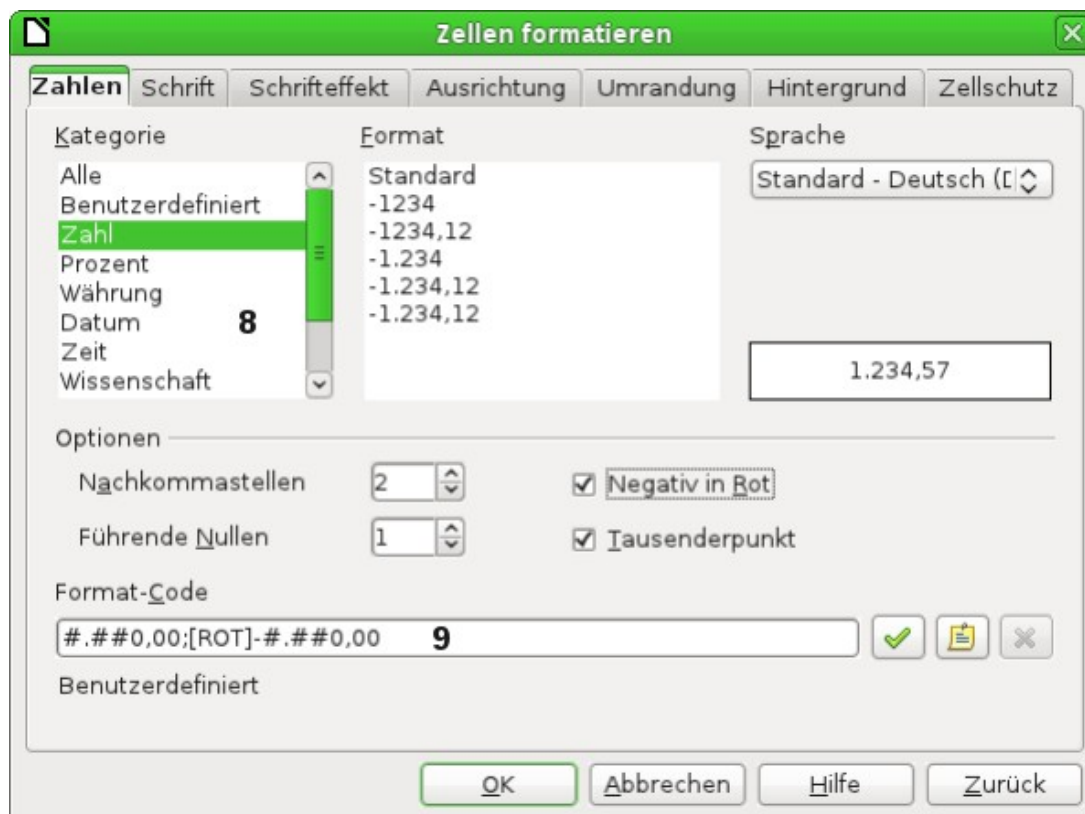 Zellen formatieren
Zahlen Schrift Schrifteffekt Ausrichtung Umrandung Hintergrund Zellschutz
Kategorie Format Sprache
Alle Standard Standard - Deutsch (D
Benutzerdefiniert -1234
Zahl -1234,12
Prozent -1.234
Währung -1.234,12
Datum 8 -1.234,12
Zeit
Wissenschaft 1.234,57
Optionen
Nachkommastellen 2 Negativ in Rot
Führende Nullen 1 Tausenderpunkt
Format-Code
#.##0,00;[ROT]-#.##0,00 9
Benutzerdefiniert
OK Abbrechen Hilfe Zurück